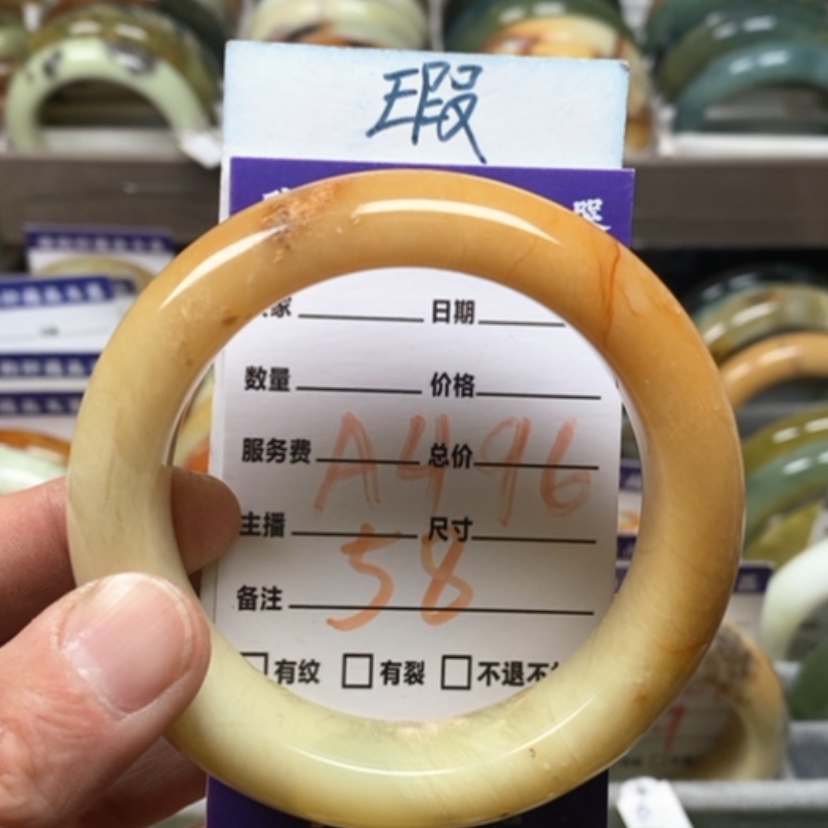 瑕
器
家 日期
数量 价格
服务费 总价
A496
主播 尺寸
58
备注
有纹 有裂 不退不